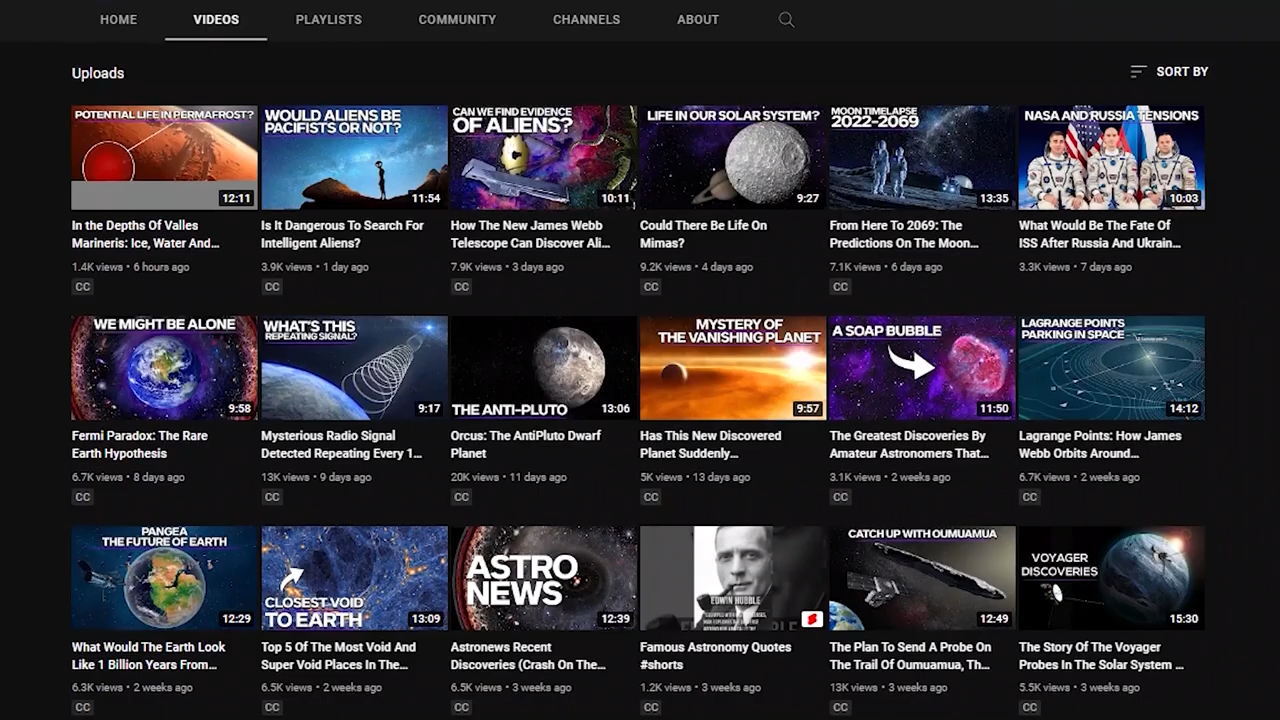 HOME VIDEOS PLAYLISTS COMMUNITY CHANNELS ABOUT
Uploads
SORT BY
POTENTIAL LIFE IN PERMAFROST?
12:11
In the Depths Of Valles
Marineris: Ice, Water And...
1.4K views • 6 hours ago
CC
WOULD ALIENS BE
PACIFISTS OR NOT?
11:54
Is It Dangerous To Search For
Intelligent Aliens?
3.9K views • 1 day ago
CC
CAN WE FIND EVIDENCE
OF ALIENS?
10:11
How The New James Webb
Telescope Can Discover Ali...
7.9K views • 3 days ago
CC
LIFE IN OUR SOLAR SYSTEM?
9:27
Could There Be Life On
Mimas?
9.2K views • 4 days ago
CC
MOON TIMELAPSE
2022-2069
13:35
From Here To 2069: The
Predictions On The Moon...
7.1K views • 6 days ago
CC
NASA AND RUSSIA TENSIONS
10:03
What Would Be The Fate Of
ISS After Russia And Ukrain...
3.3K views • 7 days ago
WE MIGHT BE ALONE
9:58
Fermi Paradox: The Rare
Earth Hypothesis
6.7K views • 8 days ago
CC
WHAT'S THIS
REPEATING SIGNAL?
9:17
Mysterious Radio Signal
Detected Repeating Every 1...
13K views • 9 days ago
CC
THE ANTI-PLUTO
13:06
Orcus: The AntiPluto Dwarf
Planet
20K views • 11 days ago
CC
MYSTERY OF
THE VANISHING PLANET
9:57
Has This New Discovered
Planet Suddenly...
5K views • 13 days ago
CC
A SOAP BUBBLE
11:50
The Greatest Discoveries By
Amateur Astronomers That...
3.1K views • 2 weeks ago
CC
LAGRANGE POINTS
PARKING IN SPACE
14:12
Lagrange Points: How James
Webb Orbits Around...
6.7K views • 2 weeks ago
CC
PANGEA
THE FUTURE OF EARTH
12:29
What Would The Earth Look
Like 1 Billion Years From...
6.3K views • 2 weeks ago
CC
CLOSEST VOID
TO EARTH
13:09
Top 5 Of The Most Void And
Super Void Places In The...
6.5K views • 2 weeks ago
CC
ASTRO
NEWS
12:39
Astronews Recent
Discoveries (Crash On The...
6.5K views • 3 weeks ago
CC
EDWIN HUBBLE
Famous Astronomy Quotes
#shorts
1.2K views • 3 weeks ago
CC
CATCH UP WITH OUMUAMUA
12:49
The Plan To Send A Probe On
The Trail Of Oumuamua, Th...
13K views • 3 weeks ago
CC
VOYAGER
DISCOVERIES
15:30
The Story Of The Voyager
Probes In The Solar System ...
5.5K views • 3 weeks ago
CC